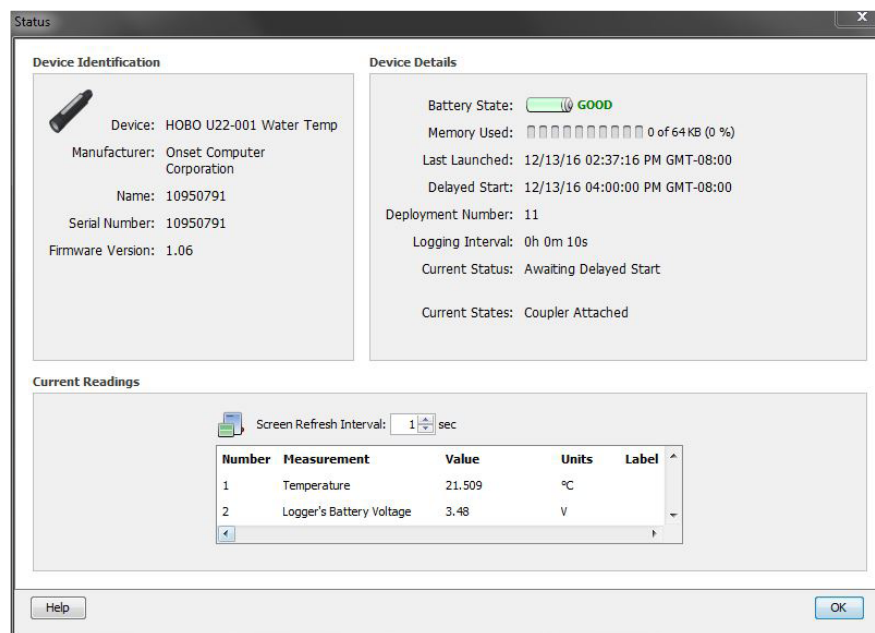 Status
X
Device Identification
Device: HOBO U22-001 Water Temp
Manufacturer: Onset Computer
Corporation
Name: 10950791
Serial Number: 10950791
Firmware Version: 1.06
Device Details
Battery State: GOOD
Memory Used: 0 of 64 KB (0 %)
Last Launched: 12/13/16 02:37:16 PM GMT-08:00
Delayed Start: 12/13/16 04:00:00 PM GMT-08:00
Deployment Number: 11
Logging Interval: 0h 0m 10s
Current Status: Awaiting Delayed Start
Current States: Coupler Attached
Current Readings
Screen Refresh Interval: 1 sec
Number Measurement Value Units Label
1 Temperature 21.509 °C
2 Logger's Battery Voltage 3.48 V
Help
OK